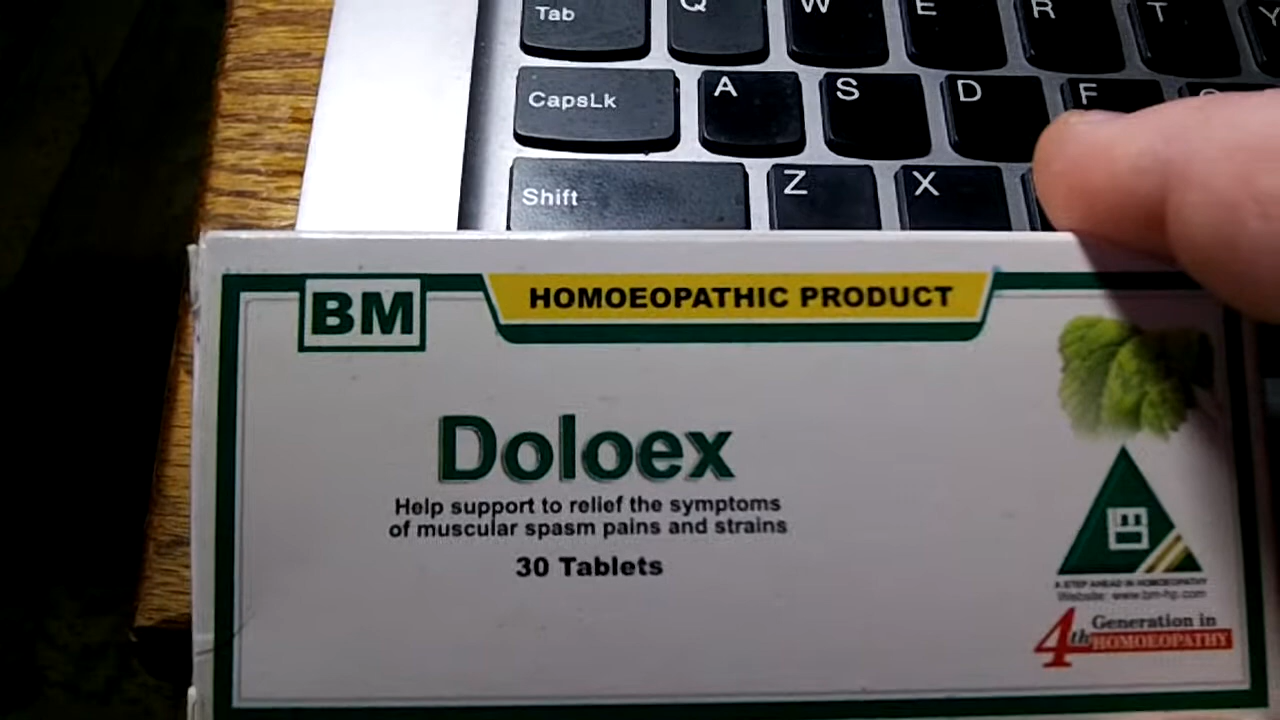 Tab Q W E R T Y
CapsLk A S D F
Shift Z X
BM
HOMOEOPATHIC PRODUCT
Doloex
Help support to relief the symptoms
of muscular spasm pains and strains
30 Tablets
A STEP AHEAD IN HOMOEOPATHY
Website: www.bm-hp.com
4th Generation in
HOMOEOPATHY